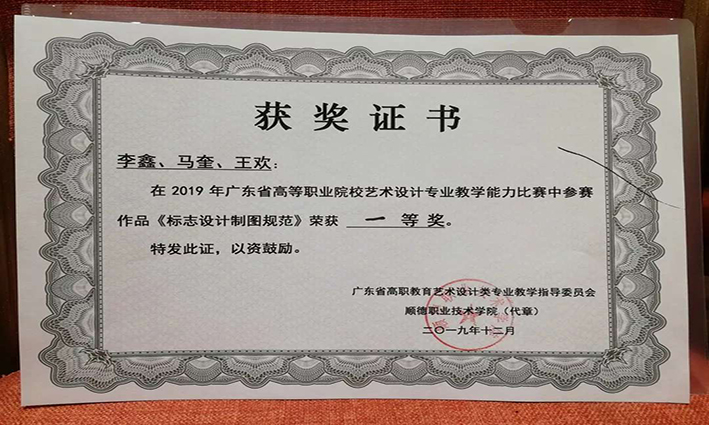 获奖证书
李鑫、马奎、王欢：
在 2019 年广东省高等职业院校艺术设计专业教学能力比赛中参赛
作品《标志设计制图规范》荣获 一 等 奖。
特发此证，以资鼓励。
广东省高职教育艺术设计类专业教学指导委员会
顺德职业技术学院（代章）
二〇一九年十二月